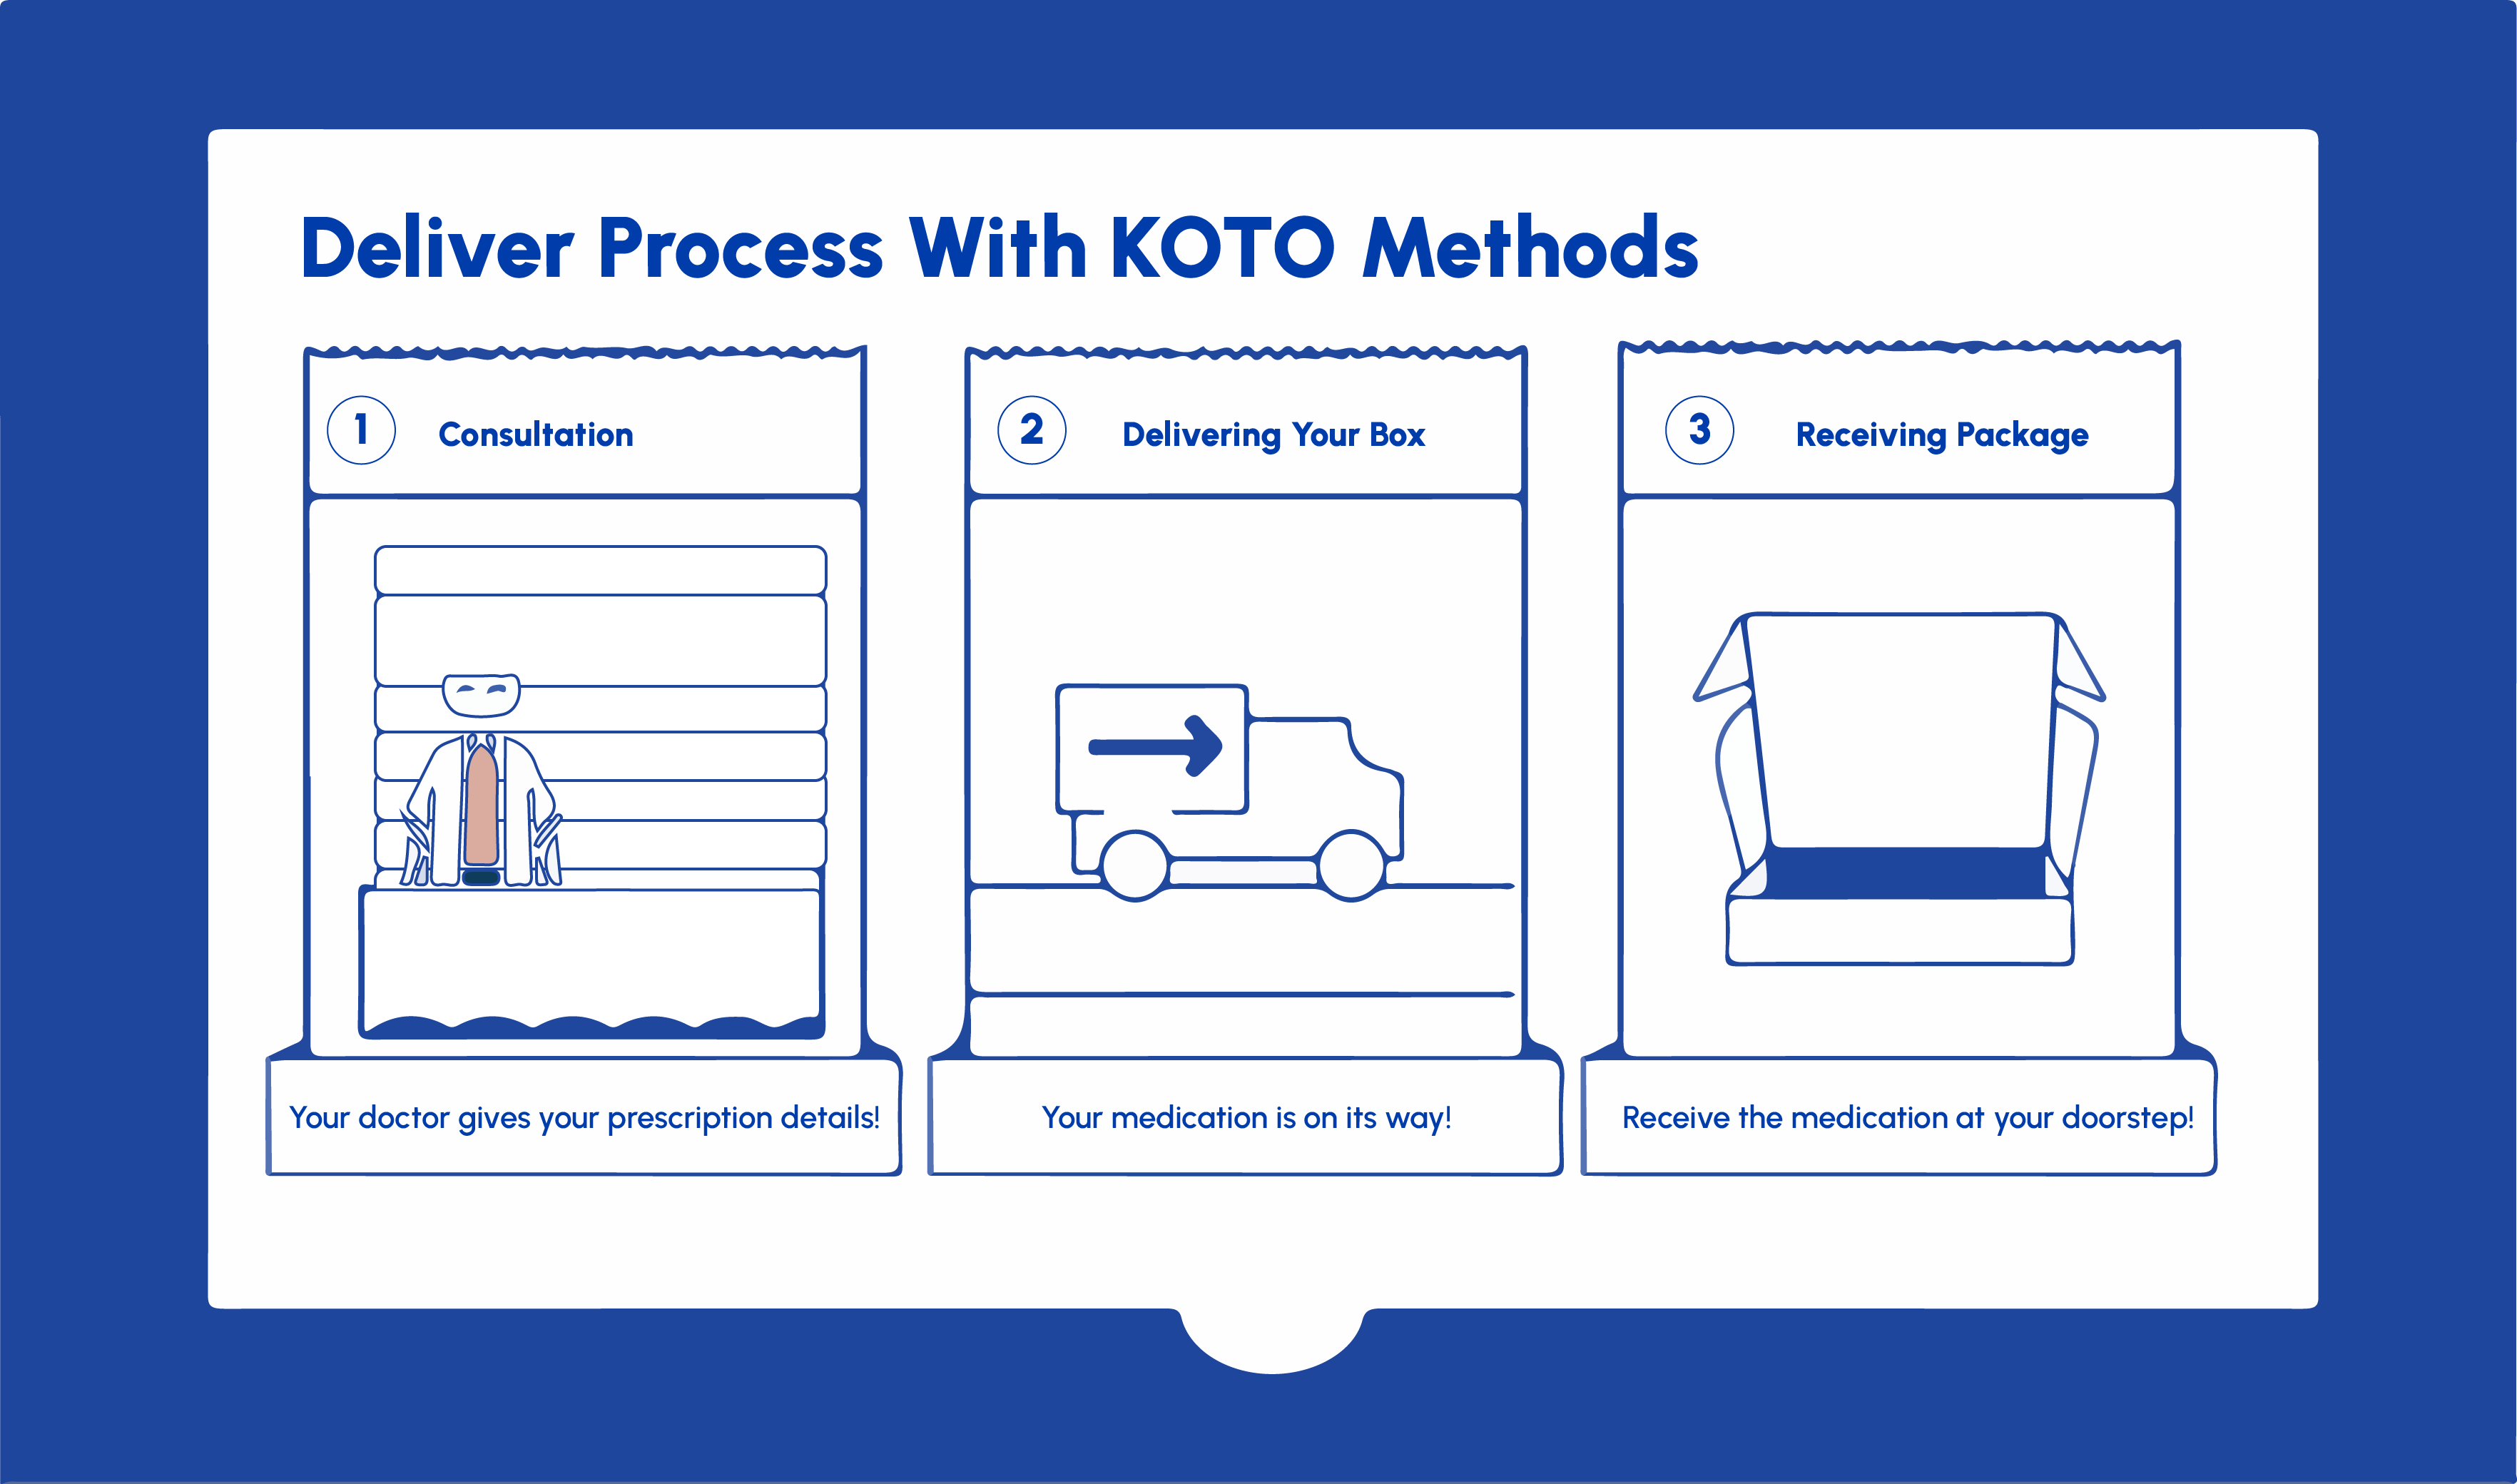 Deliver Process With KOTO Methods
1 Consultation
2 Delivering Your Box
3 Receiving Package
Your doctor gives your prescription details!
Your medication is on its way!
Receive the medication at your doorstep!